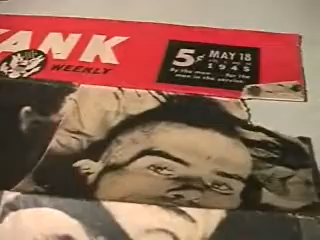 YANK
WEEKLY
5¢ MAY 18
1945
By the men ... for the
men in the service